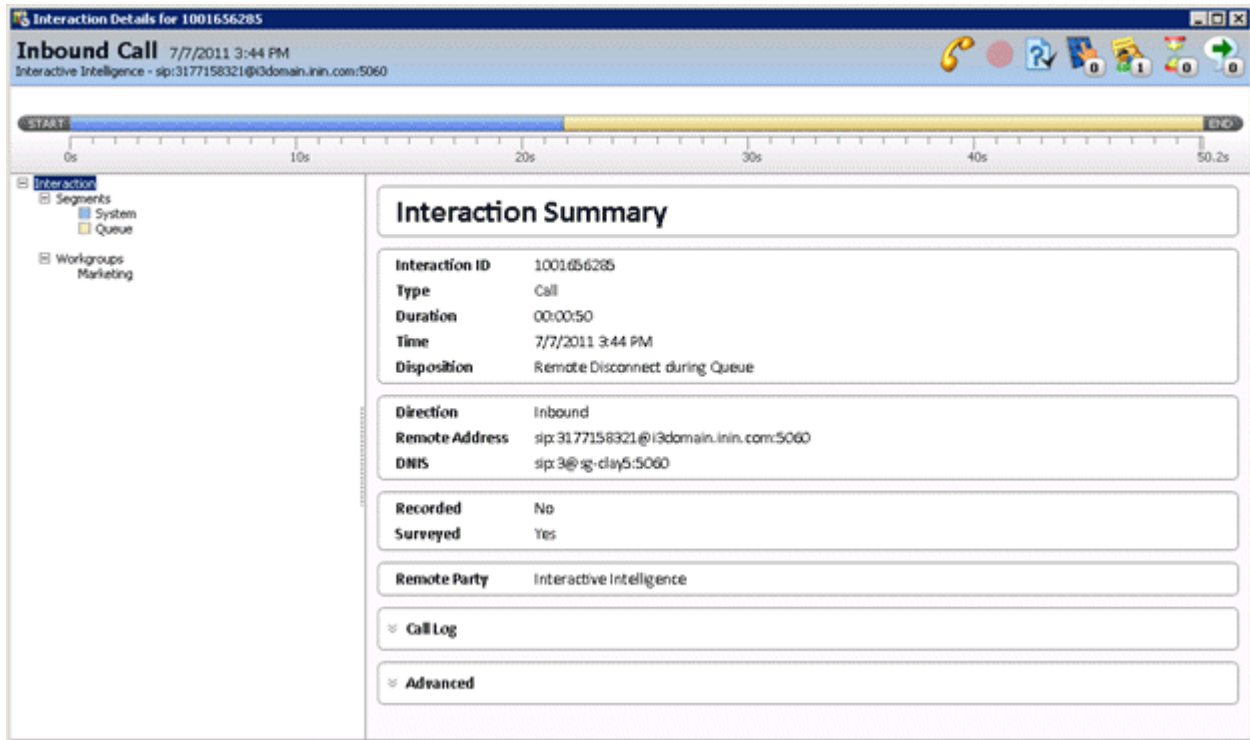 Interaction Details for 1001656285
Inbound Call 7/7/2011 3:44 PM
Interactive Intelligence - sip:3177158321@i3domain.inin.com:5060
0 1 0 0
START END
0s 10s 20s 30s 40s 50.2s
Interaction
Segments
System
Queue
Workgroups
Marketing
Interaction Summary
Interaction ID 1001656285
Type Call
Duration 00:00:50
Time 7/7/2011 3:44 PM
Disposition Remote Disconnect during Queue
Direction Inbound
Remote Address sip:3177158321@i3domain.inin.com:5060
DNIS sip:3@sg-clay5:5060
Recorded No
Surveyed Yes
Remote Party Interactive Intelligence
Call Log
Advanced